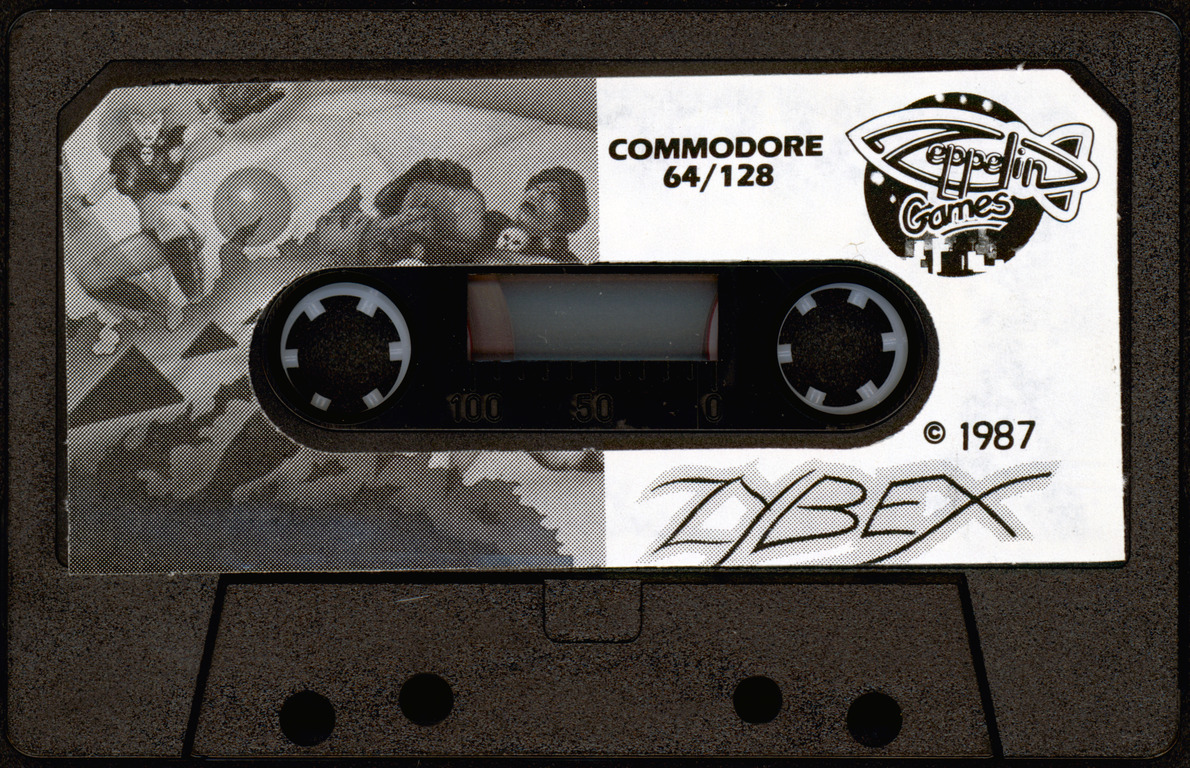 COMMODORE
64/128
Zeppelin
Games
100 50 0
© 1987
ZYBEX